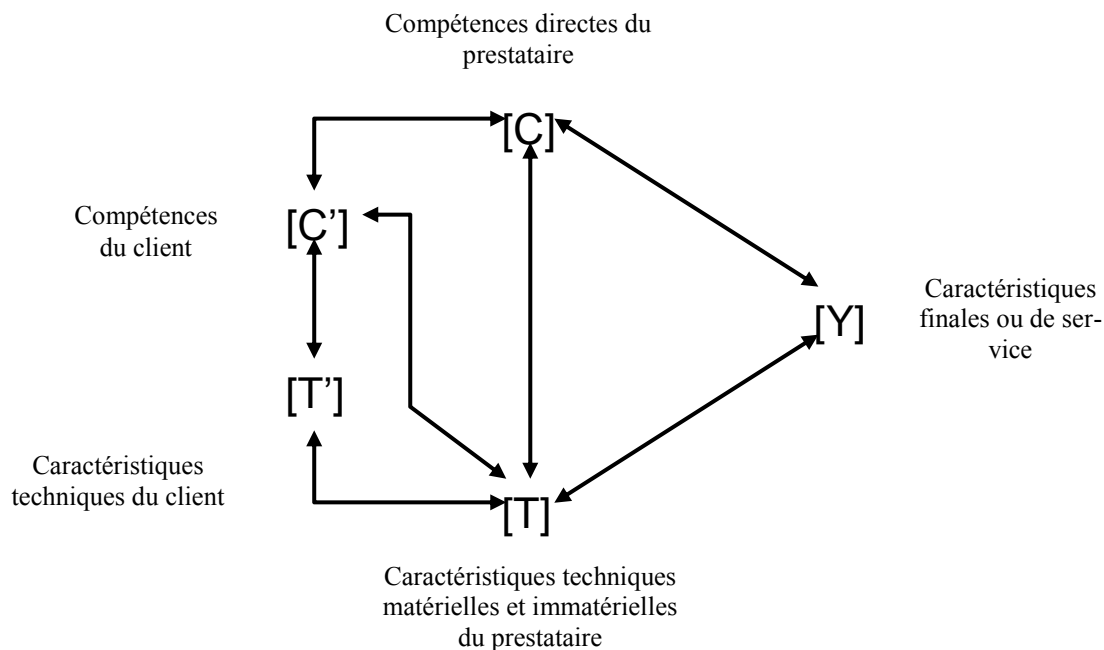 Compétences directes du
prestataire
[C]
Compétences
du client
[C’]
[Y]
Caractéristiques
finales ou de ser-
vice
[T’]
Caractéristiques
techniques du client
[T]
Caractéristiques techniques
matérielles et immatérielles
du prestataire